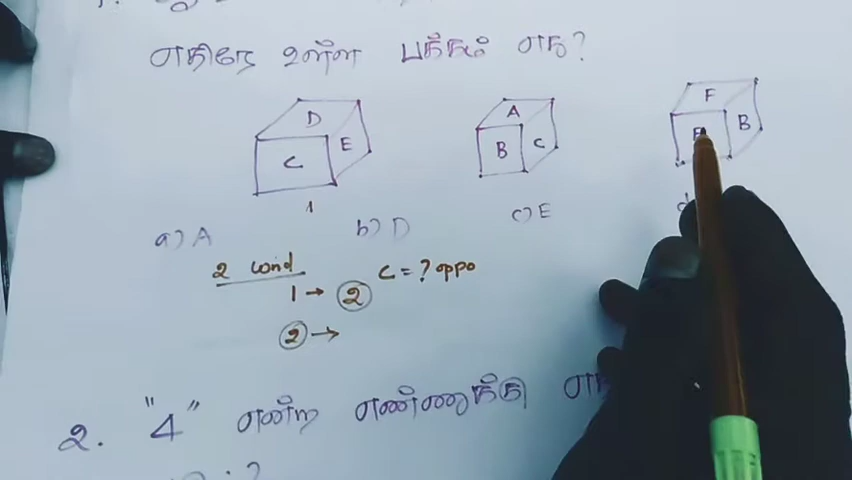 எதிரே உள்ள பக்கம் எது?
D
E
C
A
B
C
F
E
B
1
a) A
b) D
c) E
2 cond
C = ? oppo
1 → ②
② →
2. "4" என்ற எண்ணுக்கு